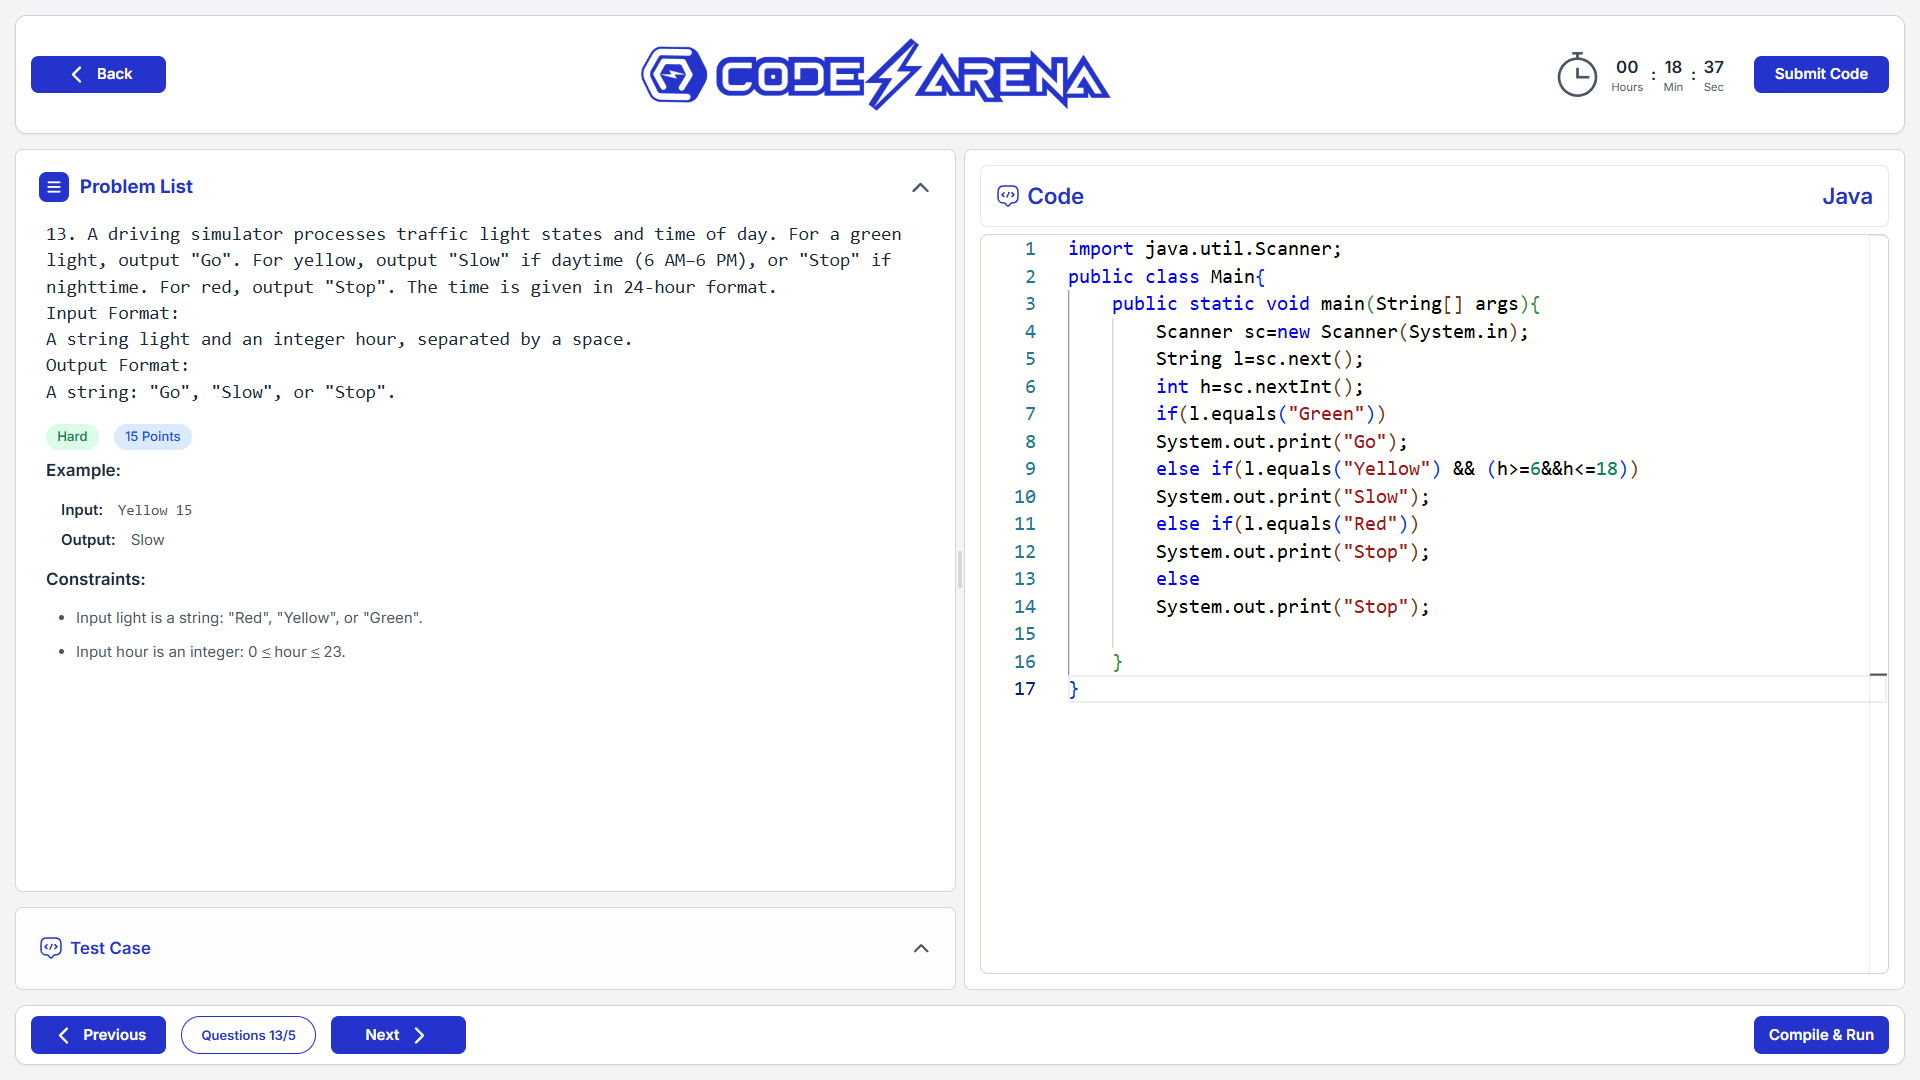 Back
CODE ARENA
00 : 18 : 37
Hours Min Sec
Submit Code
Problem List
13. A driving simulator processes traffic light states and time of day. For a green
light, output "Go". For yellow, output "Slow" if daytime (6 AM–6 PM), or "Stop" if
nighttime. For red, output "Stop". The time is given in 24-hour format.
Input Format:
A string light and an integer hour, separated by a space.
Output Format:
A string: "Go", "Slow", or "Stop".
Hard 15 Points
Example:
Input: Yellow 15
Output: Slow
Constraints:
• Input light is a string: "Red", "Yellow", or "Green".
• Input hour is an integer: 0 ≤ hour ≤ 23.
Test Case
Code Java
1 import java.util.Scanner;
2 public class Main{
3 public static void main(String[] args){
4 Scanner sc=new Scanner(System.in);
5 String l=sc.next();
6 int h=sc.nextInt();
7 if(l.equals("Green"))
8 System.out.print("Go");
9 else if(l.equals("Yellow") && (h>=6&&h<=18))
10 System.out.print("Slow");
11 else if(l.equals("Red"))
12 System.out.print("Stop");
13 else
14 System.out.print("Stop");
15
16 }
17 }
Previous
Questions 13/5
Next
Compile & Run